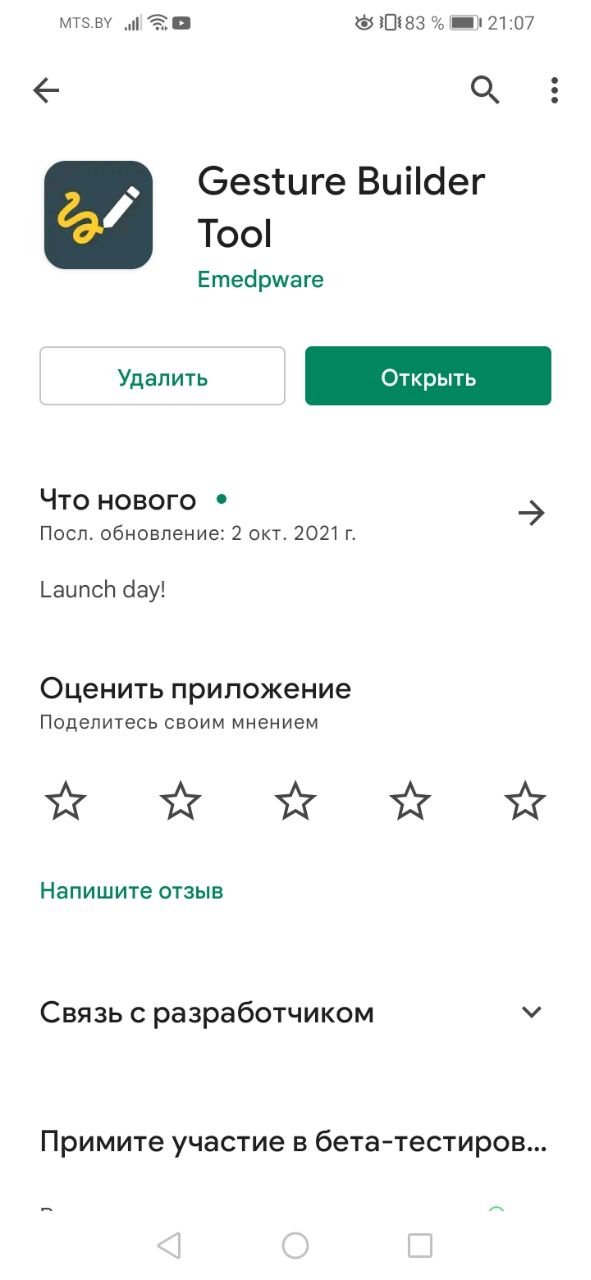 MTS.BY 83 % 21:07
Gesture Builder
Tool
Emedpware
Удалить
Открыть
Что нового
Посл. обновление: 2 окт. 2021 г.
Launch day!
Оценить приложение
Поделитесь своим мнением
Напишите отзыв
Связь с разработчиком
Примите участие в бета-тестиров...